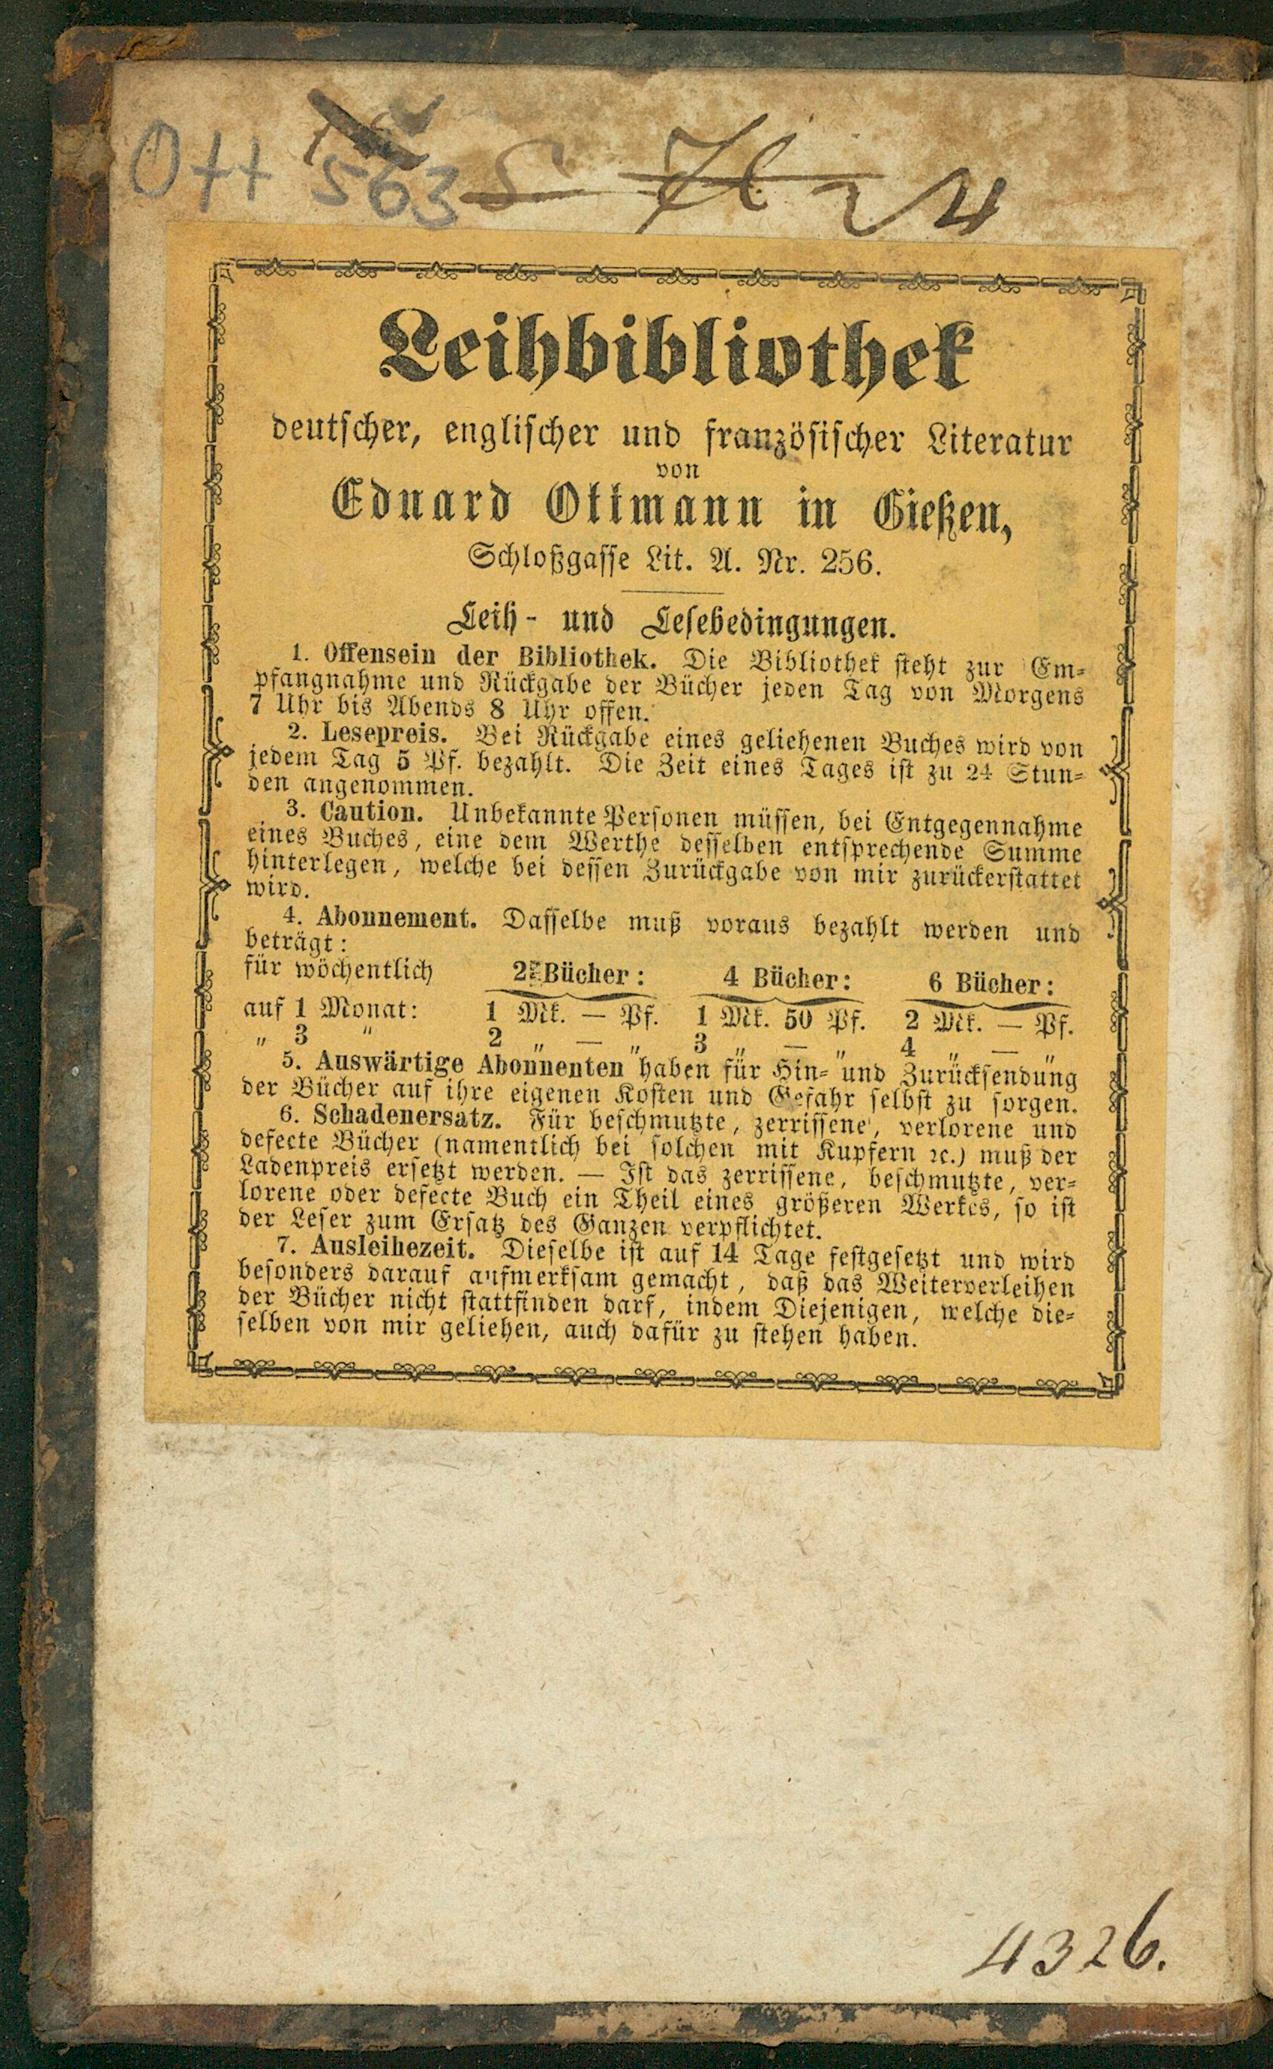 Ott 563
Leihbibliothek
deutscher, englischer und französischer Literatur
von
Eduard Ottmann in Gießen,
Schloßgasse Lit. A. Nr. 256.
Leih- und Lesebedingungen.
1. Offensein der Bibliothek. Die Bibliothek steht zur Em-
pfangnahme und Rückgabe der Bücher jeden Tag von Morgens
7 Uhr bis Abends 8 Uhr offen.
2. Lesepreis. Bei Rückgabe eines geliehenen Buches wird von
jedem Tag 5 Pf. bezahlt. Die Zeit eines Tages ist zu 24 Stun-
den angenommen.
3. Caution. Unbekannte Personen müssen, bei Entgegennahme
eines Buches, eine dem Werthe desselben entsprechende Summe
hinterlegen, welche bei dessen Zurückgabe von mir zurückerstattet
wird.
4. Abonnement. Dasselbe muß voraus bezahlt werden und
beträgt:
für wöchentlich 2 Bücher: 4 Bücher: 6 Bücher:
auf 1 Monat: 1 Mk. — Pf. 1 Mk. 50 Pf. 2 Mk. — Pf.
„ 3 „ 2 „ — „ 3 „ — „ 4 „ — „
5. Auswärtige Abonnenten haben für Hin- und Zurücksendung
der Bücher auf ihre eigenen Kosten und Gefahr selbst zu sorgen.
6. Schadenersatz. Für beschmutzte, zerrissene, verlorene und
defecte Bücher (namentlich bei solchen mit Kupfern ꝛc.) muß der
Ladenpreis ersetzt werden. — Ist das zerrissene, beschmutzte, ver-
lorene oder defecte Buch ein Theil eines größeren Werkes, so ist
der Leser zum Ersatz des Ganzen verpflichtet.
7. Ausleihezeit. Dieselbe ist auf 14 Tage festgesetzt und wird
besonders darauf aufmerksam gemacht, daß das Weiterverleihen
der Bücher nicht stattfinden darf, indem Diejenigen, welche die-
selben von mir geliehen, auch dafür zu stehen haben.
4326.